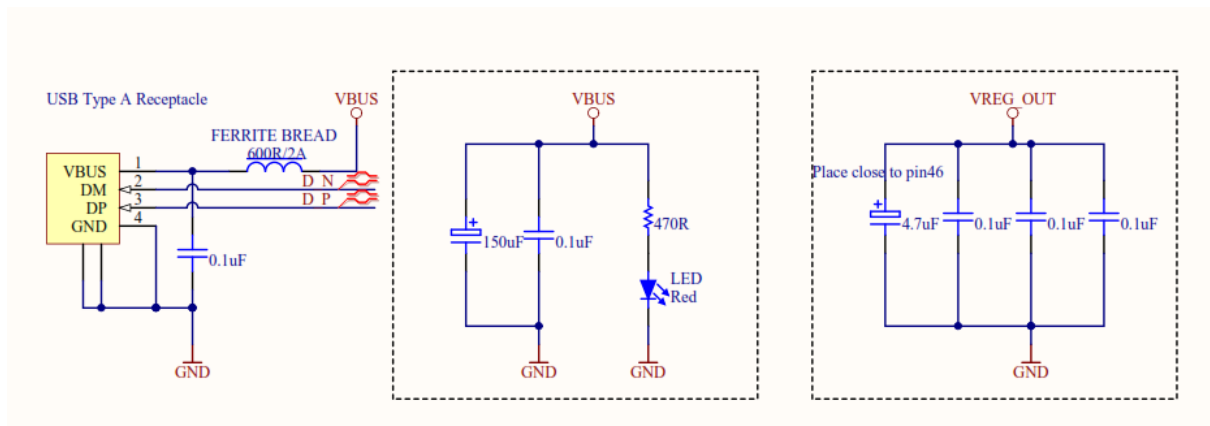 USB Type A Receptacle
VBUS
FERRITE BREAD
600R/2A
VBUS 1
DM 2
DP 3
GND 4
D_N
D_P
0.1uF
GND
VBUS
150uF
0.1uF
470R
LED
Red
GND
GND
VREG_OUT
Place close to pin46
4.7uF
0.1uF
0.1uF
0.1uF
GND